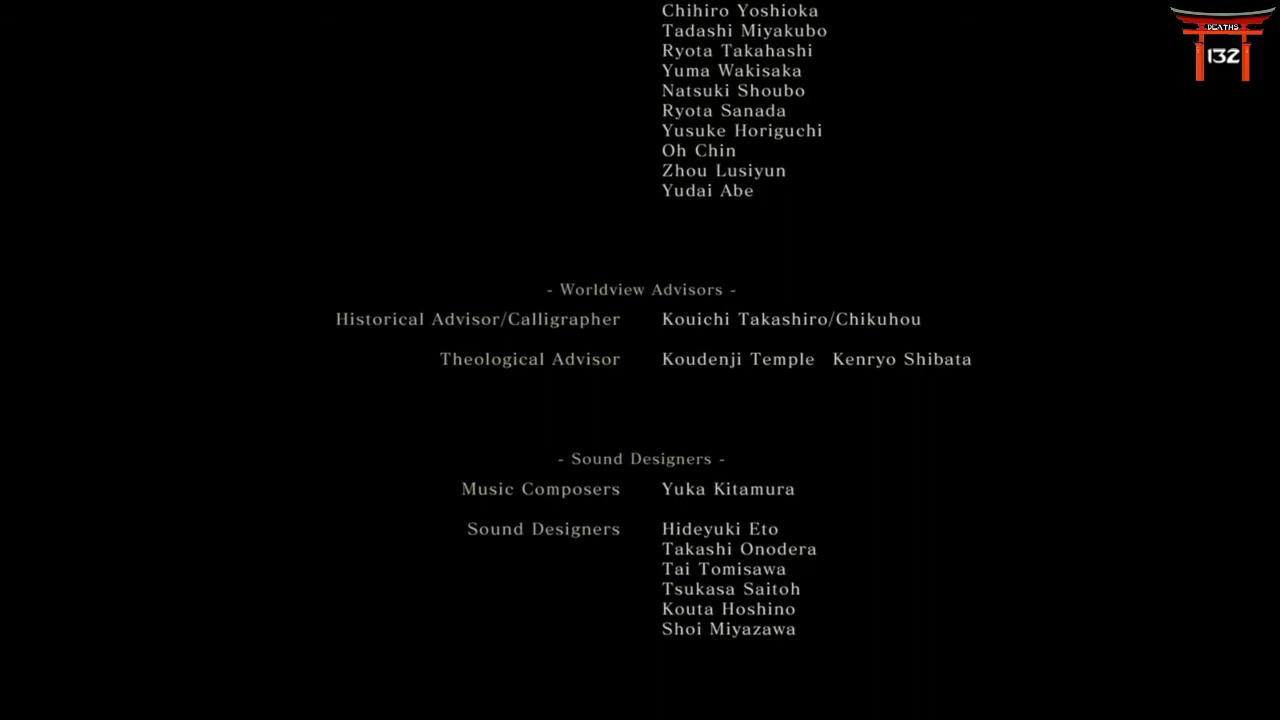 Chihiro Yoshioka
Tadashi Miyakubo
Ryota Takahashi
Yuma Wakisaka
Natsuki Shoubo
Ryota Sanada
Yusuke Horiguchi
Oh Chin
Zhou Lusiyun
Yudai Abe
DEATHS
132
- Worldview Advisors -
Historical Advisor/Calligrapher Kouichi Takashiro/Chikuhou
Theological Advisor Koudenji Temple Kenryo Shibata
- Sound Designers -
Music Composers Yuka Kitamura
Sound Designers Hideyuki Eto
Takashi Onodera
Tai Tomisawa
Tsukasa Saitoh
Kouta Hoshino
Shoi Miyazawa